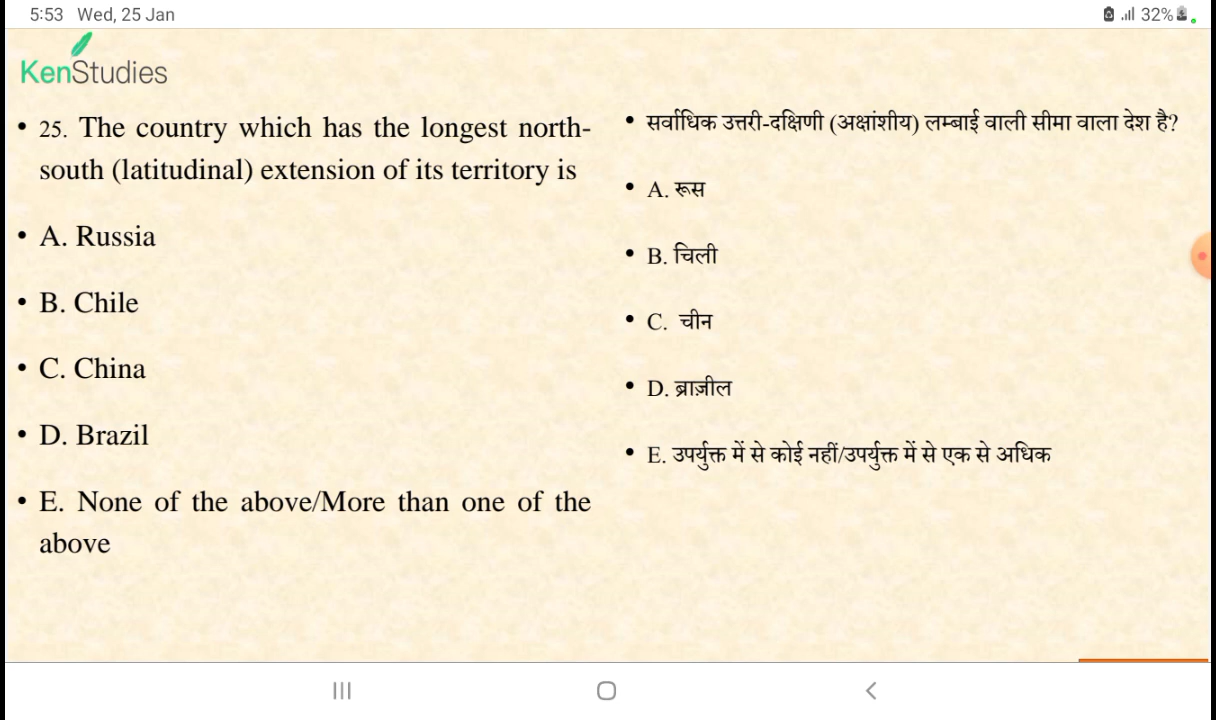 5:53 Wed, 25 Jan
32%
KenStudies
• 25. The country which has the longest north-
south (latitudinal) extension of its territory is
• A. Russia
• B. Chile
• C. China
• D. Brazil
• E. None of the above/More than one of the
above
• सर्वाधिक उत्तरी-दक्षिणी (अक्षांशीय) लम्बाई वाली सीमा वाला देश है?
• A. रूस
• B. चिली
• C. चीन
• D. ब्राज़ील
• E. उपर्युक्त में से कोई नहीं/उपर्युक्त में से एक से अधिक